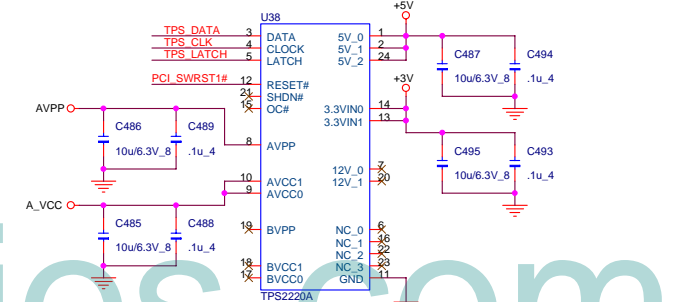 +5V
U38
TPS_DATA 3 DATA 5V_0 1
TPS_CLK 4 CLOCK 5V_1 2
TPS_LATCH 5 LATCH 5V_2 24
C487 C494
10u/6.3V_8 .1u_4
+3V
PCI_SWRST1# 12 RESET#
21 SHDN#
15 OC# 3.3VIN0 14
3.3VIN1 13
AVPP
C486 C489
10u/6.3V_8 .1u_4
8 AVPP
C495 C493
10u/6.3V_8 .1u_4
12V_0 7
12V_1 20
10 AVCC1
9 AVCC0
A_VCC
C485 C488
10u/6.3V_8 .1u_4
19 BVPP NC_0 6
NC_1 16
NC_2 22
18 BVCC1 NC_3 23
17 BVCC0 GND 11
TPS2220A
ios.com